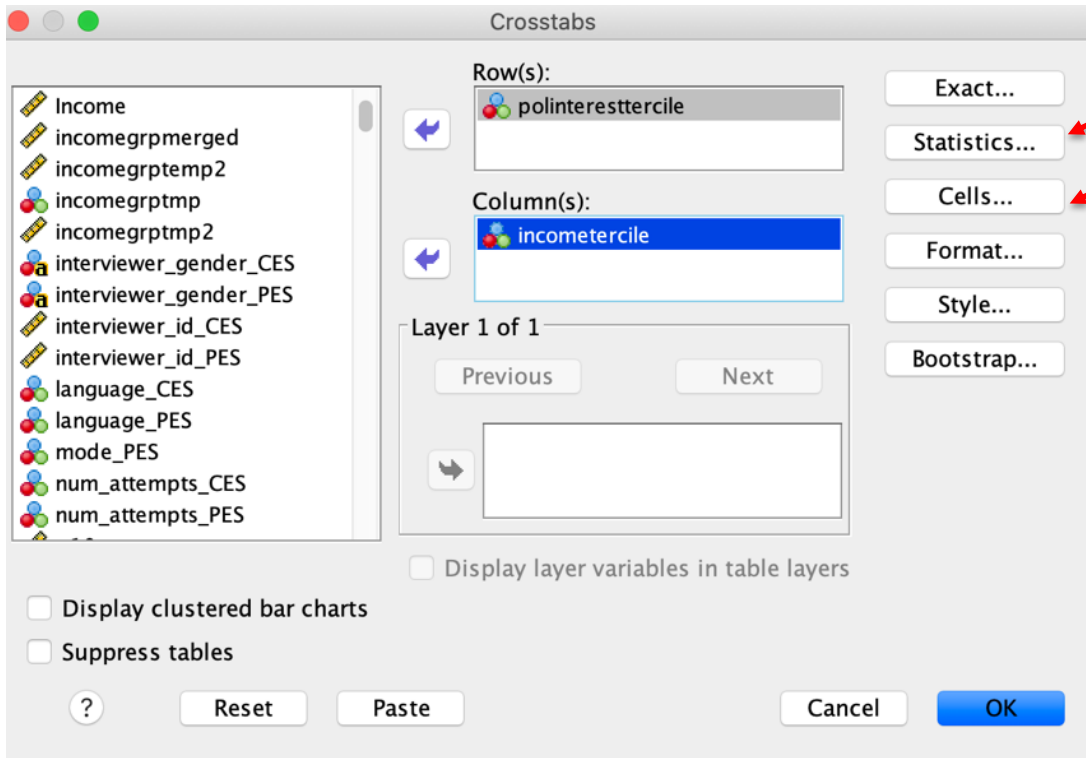 Crosstabs
Income
incomegrpmerged
incomegrptemp2
incomegrptmp
incomegrptmp2
interviewer_gender_CES
interviewer_gender_PES
interviewer_id_CES
interviewer_id_PES
language_CES
language_PES
mode_PES
num_attempts_CES
num_attempts_PES
Row(s):
polinteresttercile
Column(s):
incometercile
Layer 1 of 1
Previous Next
Display layer variables in table layers
Exact...
Statistics...
Cells...
Format...
Style...
Bootstrap...
Display clustered bar charts
Suppress tables
? Reset Paste Cancel OK